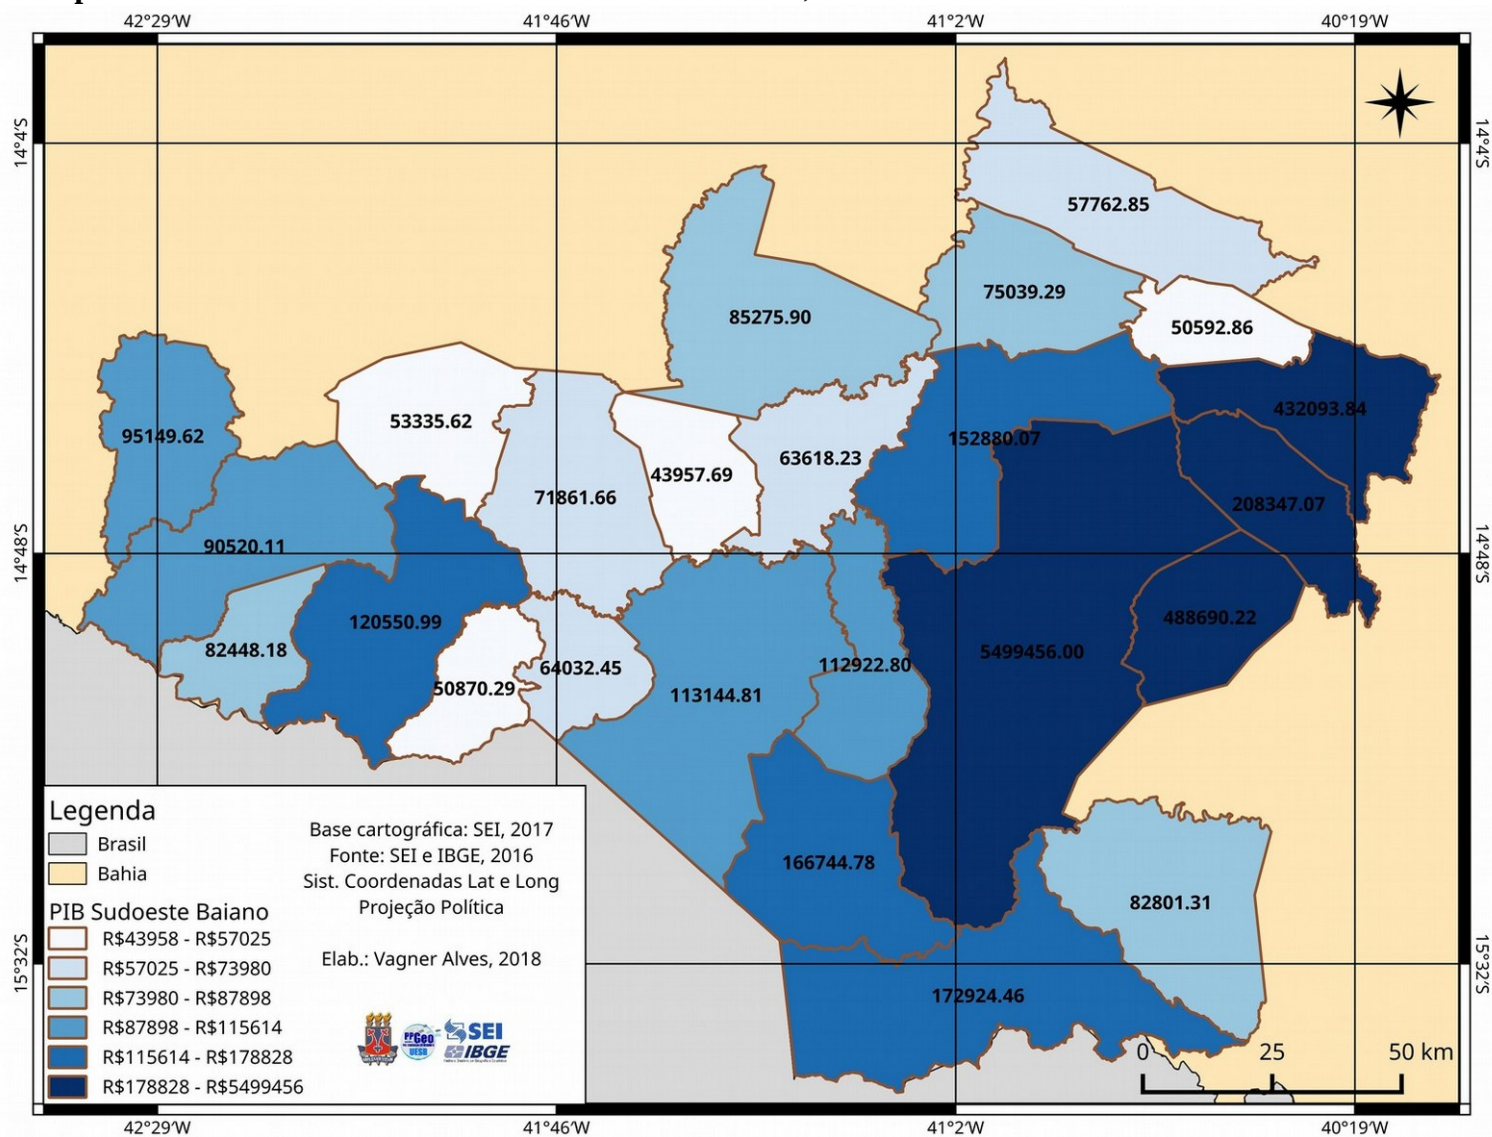 42°29'W 41°46'W 41°2'W 40°19'W
14°4'S 14°4'S
57762.85
75039.29
85275.90
50592.86
432093.84
53335.62
95149.62
152880.07
63618.23
43957.69
71861.66
208347.07
90520.11
14°48'S 14°48'S
488690.22
120550.99
82448.18
5499456.00
64032.45
112922.80
50870.29
113144.81
Legenda
Brasil
Bahia
PIB Sudoeste Baiano
R$43958 - R$57025
R$57025 - R$73980
R$73980 - R$87898
R$87898 - R$115614
R$115614 - R$178828
R$178828 - R$5499456
Base cartográfica: SEI, 2017
Fonte: SEI e IBGE, 2016
Sist. Coordenadas Lat e Long
Projeção Política
Elab.: Vagner Alves, 2018
PPGeo
UESB
SEI
IBGE
166744.78
82801.31
15°32'S 15°32'S
172924.46
0 25 50 km
42°29'W 41°46'W 41°2'W 40°19'W